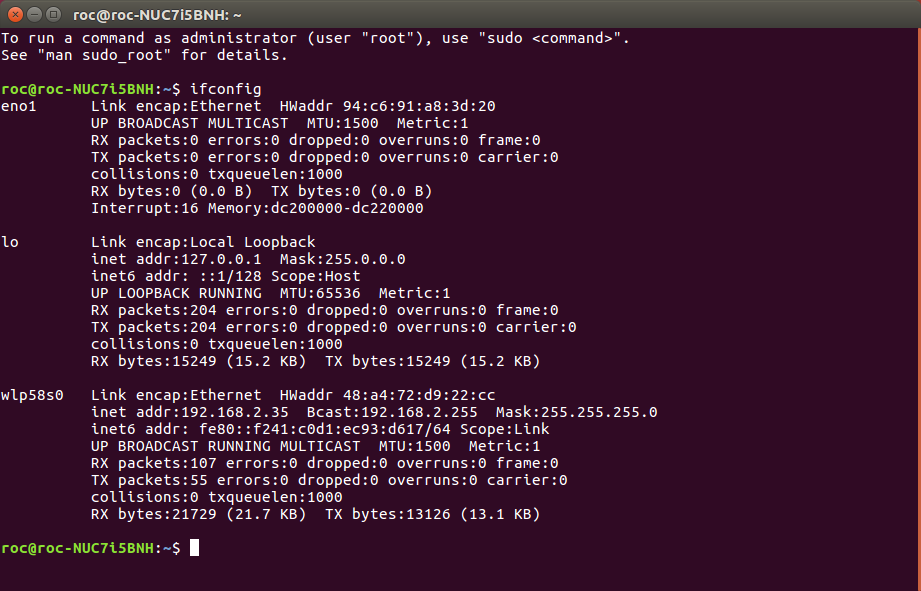 roc@roc-NUC7i5BNH: ~
To run a command as administrator (user "root"), use "sudo <command>".
See "man sudo_root" for details.

roc@roc-NUC7i5BNH:~$ ifconfig
eno1      Link encap:Ethernet  HWaddr 94:c6:91:a8:3d:20
          UP BROADCAST MULTICAST  MTU:1500  Metric:1
          RX packets:0 errors:0 dropped:0 overruns:0 frame:0
          TX packets:0 errors:0 dropped:0 overruns:0 carrier:0
          collisions:0 txqueuelen:1000
          RX bytes:0 (0.0 B)  TX bytes:0 (0.0 B)
          Interrupt:16 Memory:dc200000-dc220000

lo        Link encap:Local Loopback
          inet addr:127.0.0.1  Mask:255.0.0.0
          inet6 addr: ::1/128 Scope:Host
          UP LOOPBACK RUNNING  MTU:65536  Metric:1
          RX packets:204 errors:0 dropped:0 overruns:0 frame:0
          TX packets:204 errors:0 dropped:0 overruns:0 carrier:0
          collisions:0 txqueuelen:1000
          RX bytes:15249 (15.2 KB)  TX bytes:15249 (15.2 KB)

wlp58s0   Link encap:Ethernet  HWaddr 48:a4:72:d9:22:cc
          inet addr:192.168.2.35  Bcast:192.168.2.255  Mask:255.255.255.0
          inet6 addr: fe80::f241:c0d1:ec93:d617/64 Scope:Link
          UP BROADCAST RUNNING MULTICAST  MTU:1500  Metric:1
          RX packets:107 errors:0 dropped:0 overruns:0 frame:0
          TX packets:55 errors:0 dropped:0 overruns:0 carrier:0
          collisions:0 txqueuelen:1000
          RX bytes:21729 (21.7 KB)  TX bytes:13126 (13.1 KB)

roc@roc-NUC7i5BNH:~$